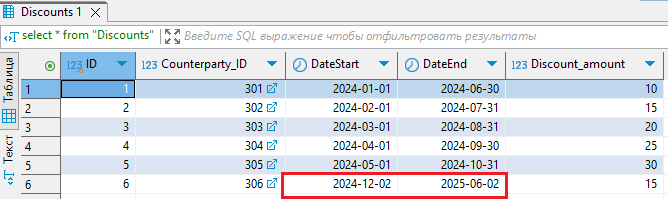 Discounts 1
select * from "Discounts"
Введите SQL выражение чтобы отфильтровать результаты
Таблица
Текст
123 ID Counterparty_ID DateStart DateEnd Discount_amount
1 1 301 2024-01-01 2024-06-30 10
2 2 302 2024-02-01 2024-07-31 15
3 3 303 2024-03-01 2024-08-31 20
4 4 304 2024-04-01 2024-09-30 25
5 5 305 2024-05-01 2024-10-31 30
6 6 306 2024-12-02 2025-06-02 15